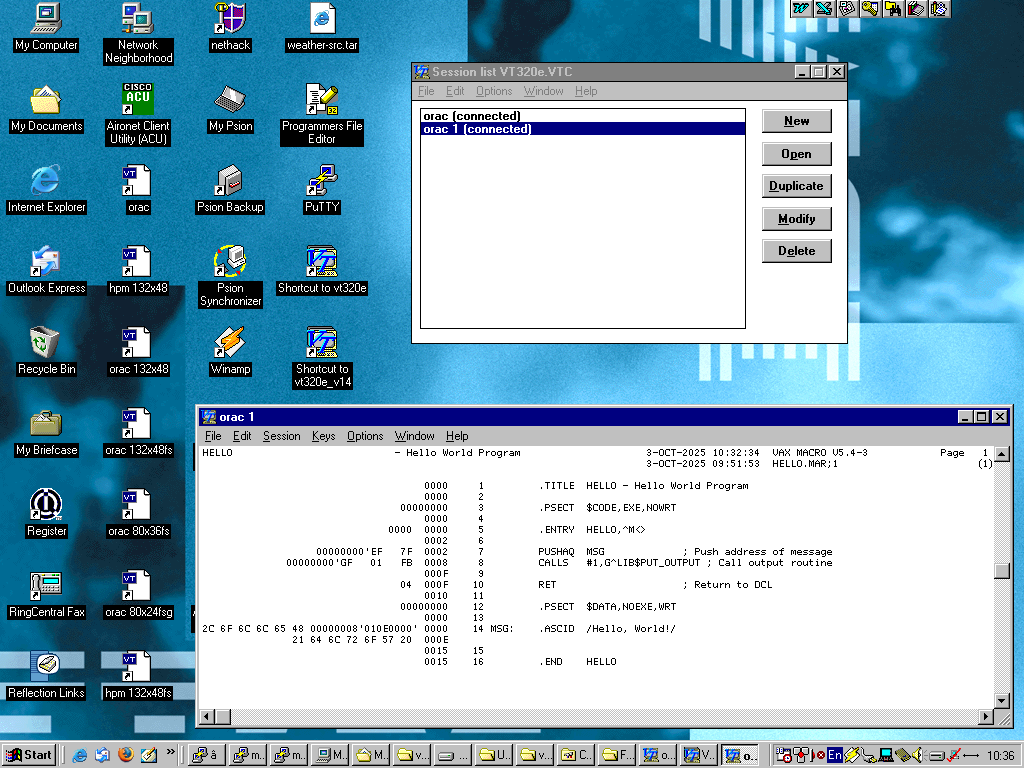 My Computer
Network Neighborhood
nethack
weather-src.tar
My Documents
CISCO
ACU
Aironet Client Utility (ACU)
My Psion
Programmers File Editor
Internet Explorer
orac
Psion Backup
PuTTY
Outlook Express
hpm 132x48
Psion Synchronizer
Shortcut to vt320e
Recycle Bin
orac 132x48
Winamp
Shortcut to vt320e_v14
My Briefcase
orac 132x48fs
Register
orac 80x36fs
RingCentral Fax
orac 80x24fsg
Reflection Links
hpm 132x48fs
Session list VT320e.VTC
File Edit Options Window Help
orac (connected)
orac 1 (connected)
New
Open
Duplicate
Modify
Delete
orac 1
File Edit Session Keys Options Window Help
HELLO - Hello World Program 3-OCT-2025 10:32:34 VAX MACRO V5.4-3 Page 1
3-OCT-2025 09:51:53 HELLO.MAR;1 (1)
0000 1 .TITLE HELLO - Hello World Program
0000 2
00000000 3 .PSECT $CODE,EXE,NOWRT
0000 4
0000 0000 5 .ENTRY HELLO,^M<>
0002 6
00000000'EF 7F 0002 7 PUSHAQ MSG ; Push address of message
00000000'GF 01 FB 0008 8 CALLS #1,G^LIB$PUT_OUTPUT ; Call output routine
000F 9
04 000F 10 RET ; Return to DCL
0010 11
00000000 12 .PSECT $DATA,NOEXE,WRT
0000 13
2C 6F 6C 6C 65 48 00000008'010E0000' 0000 14 MSG: .ASCID /Hello, World!/
21 64 6C 72 6F 57 20 000E
0015 15
0015 16 .END HELLO
Start » â m... m... M... M... v... ... U... v... C... F... o... V... o... En 10:36